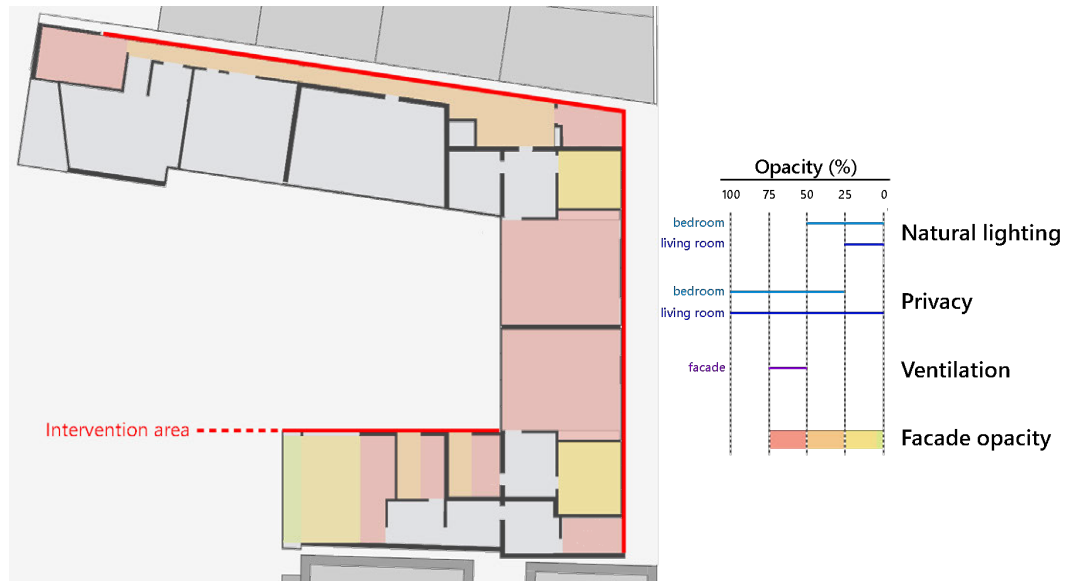 Opacity (%)
100 75 50 25 0
bedroom
Natural lighting
living room
bedroom
Privacy
living room
facade
Ventilation
Intervention area
Facade opacity